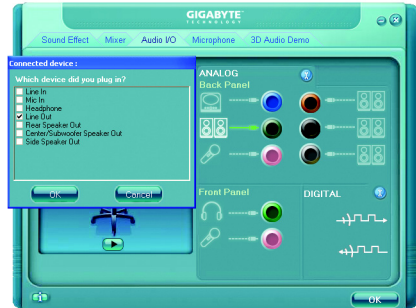 GIGABYTE
TECHNOLOGY
Sound Effect Mixer Audio I/O Microphone 3D Audio Demo
Connected device :
Which device did you plug in?
Line In
Mic In
Headphone
Line Out
Rear Speaker Out
Center/Subwoofer Speaker Out
Side Speaker Out
OK Cancel
ANALOG
Back Panel
Front Panel
DIGITAL
OK